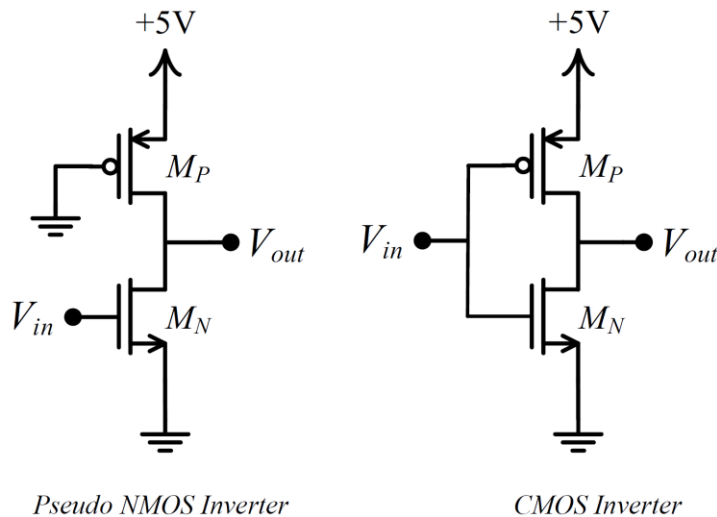 +5V
M_P
V_out
V_in
M_N
Pseudo NMOS Inverter
+5V
M_P
V_in
V_out
M_N
CMOS Inverter